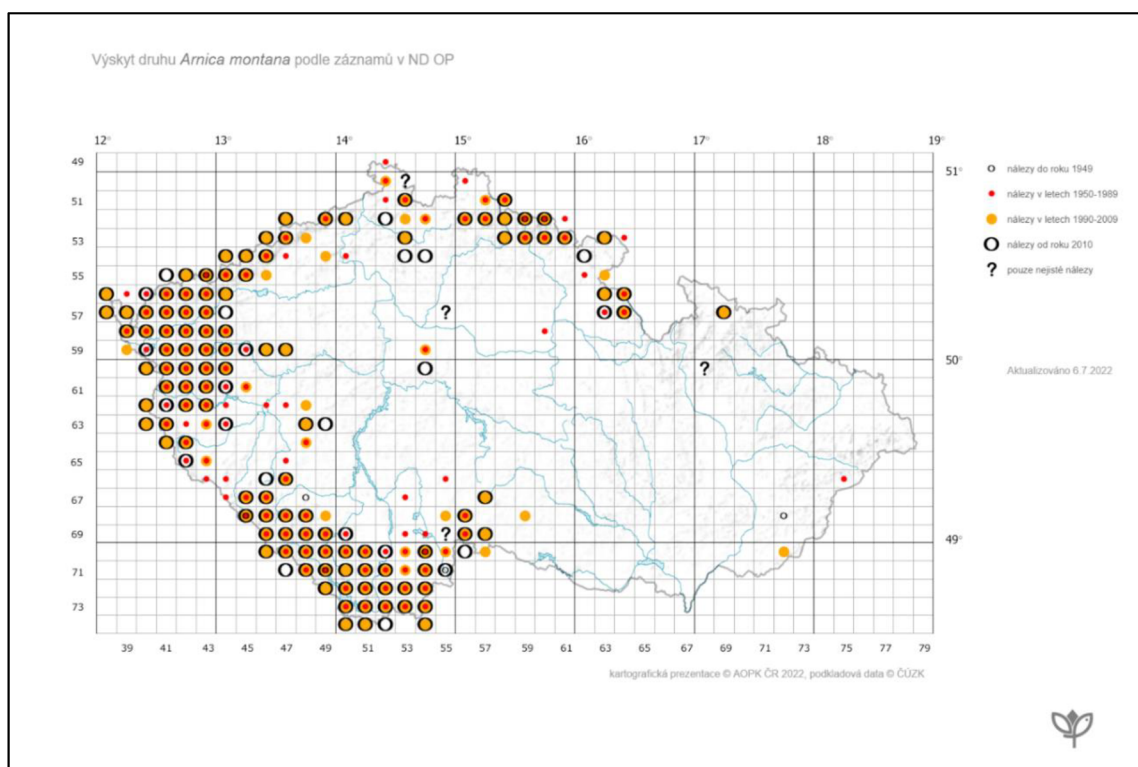 Výskyt druhu Arnica montana podle záznamů v ND OP
12° 13° 14° 15° 16° 17° 18° 19°
49 51°
?
51
53
55
57 ?
59 50°
?
61
63
65
67
69 ? 49°
71
73
39 41 43 45 47 49 51 53 55 57 59 61 63 65 67 69 71 73 75 77 79
nálezy do roku 1949
nálezy v letech 1950-1989
nálezy v letech 1990-2009
nálezy od roku 2010
? pouze nejisté nálezy
Aktualizováno 6.7.2022
kartografická prezentace © AOPK ČR 2022, podkladová data © ČÚZK